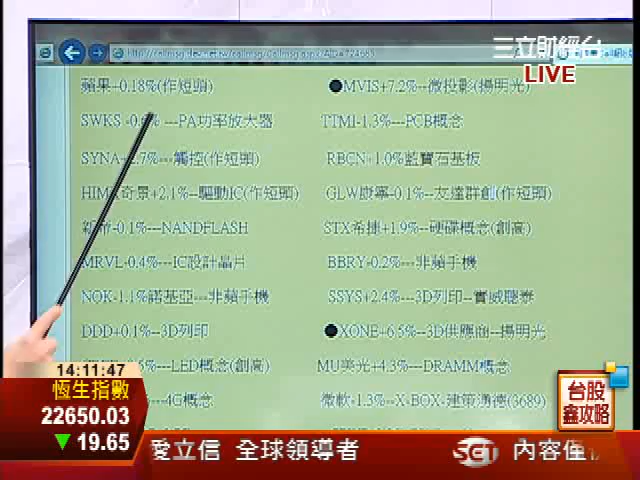 三立財經台
LIVE
蘋果+0.18%(作短頭)
●MVIS+7.2%---微投影(揚明光)
SWKS -0.6% ---PA功率放大器
TTMI-1.3%---PCB概念
SYNA+2.7%---觸控(作短頭)
RBCN+1.0%藍寶石基板
HIMX奇景+2.1%--驅動IC(作短頭)
GLW康寧-0.1%---友達群創(作短頭)
-0.1%---NANDFLASH
STX希捷+1.9%---硬碟概念(創高)
MRVL-0.4%---IC設計晶片
BBRY-0.2%---非蘋手機
NOK-1.1%諾基亞---非蘋手機
SSYS+2.4%---3D列印--實威
DDD+0.1%---3D列印
●XONE+6.5%---3D供應商--揚明光
---LED概念(創高)
MU美光+4.3%---DRAMM概念
---4G概念
微軟-1.3%---X-BOX-建策湧德(3689)
14:11:47
恆生指數
22650.03
▼19.65
台股
鑫攻略
愛立信 全球領導者
SET 內容僅